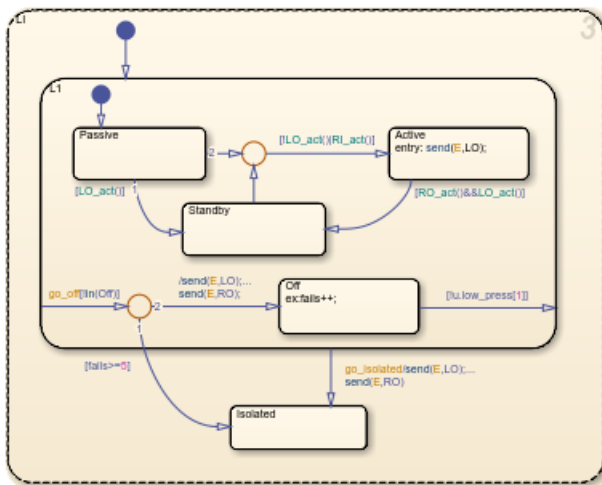 LI
3
L1
Passive
[!LO_act()|RI_act()]
Active
entry: send(E,LO);
2
[LO_act()]
1
[RO_act()&&LO_act()]
Standby
/send(E,LO);...
send(E,RO);
Off
ex:fails++;
go_off[!in(Off)]
2
[!u.low_press[1]]
1
[fails>=5]
go_isolated/send(E,LO);...
send(E,RO)
Isolated